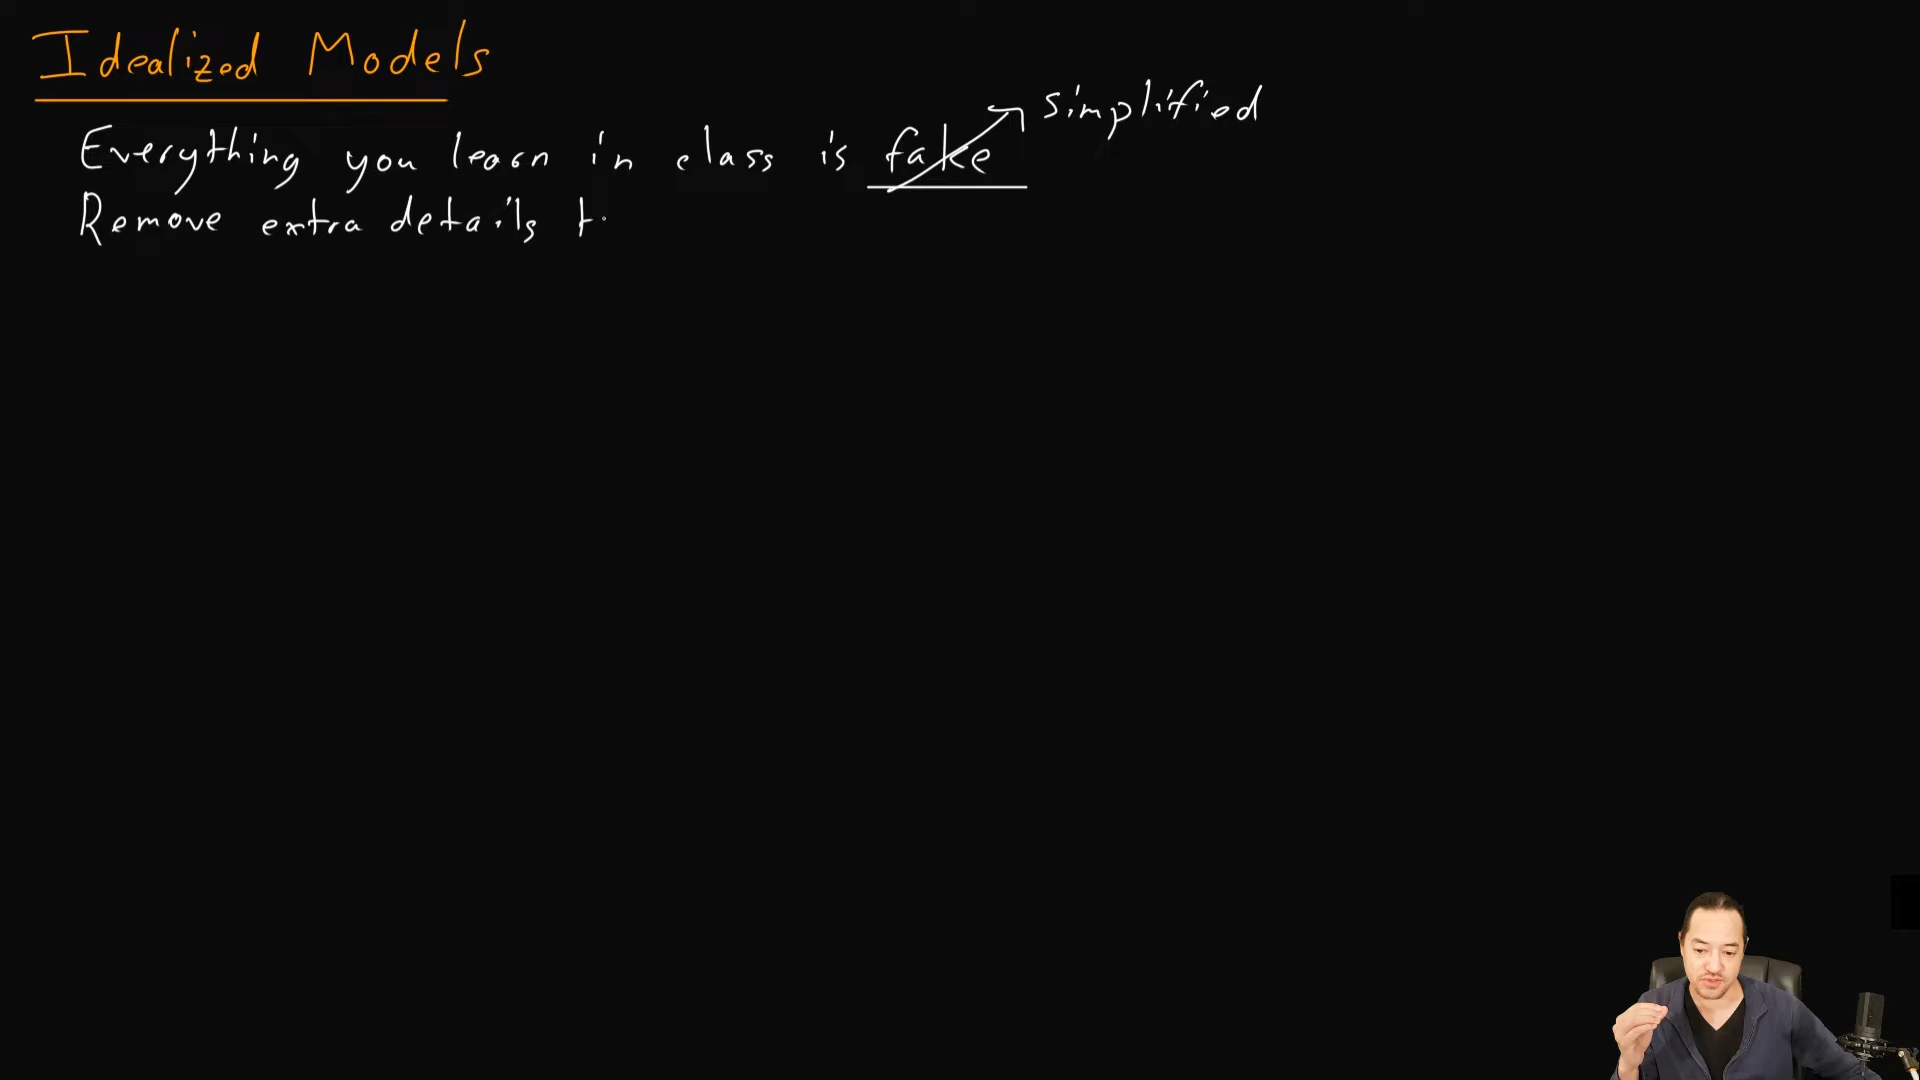 Idealized Models
simplified
Everything you learn in class is fake
Remove extra details t